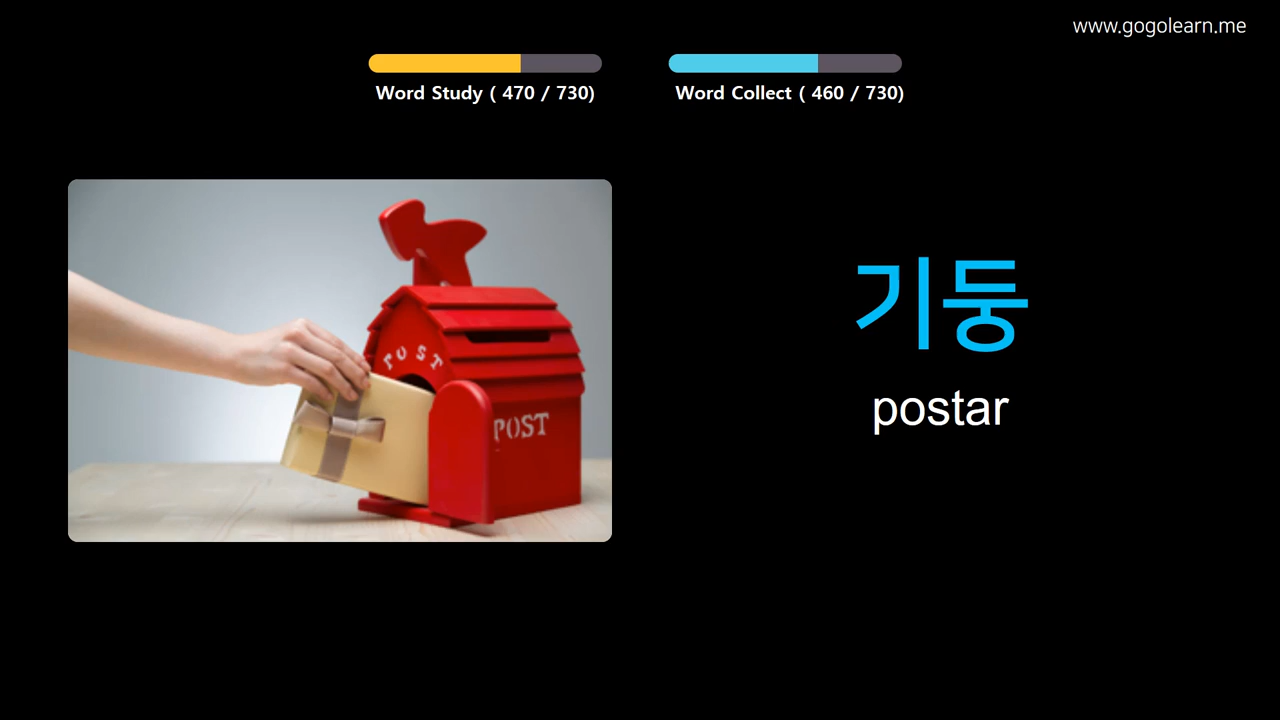 www.gogolearn.me
Word Study ( 470 / 730)
Word Collect ( 460 / 730)
기둥
postar
POST
POST